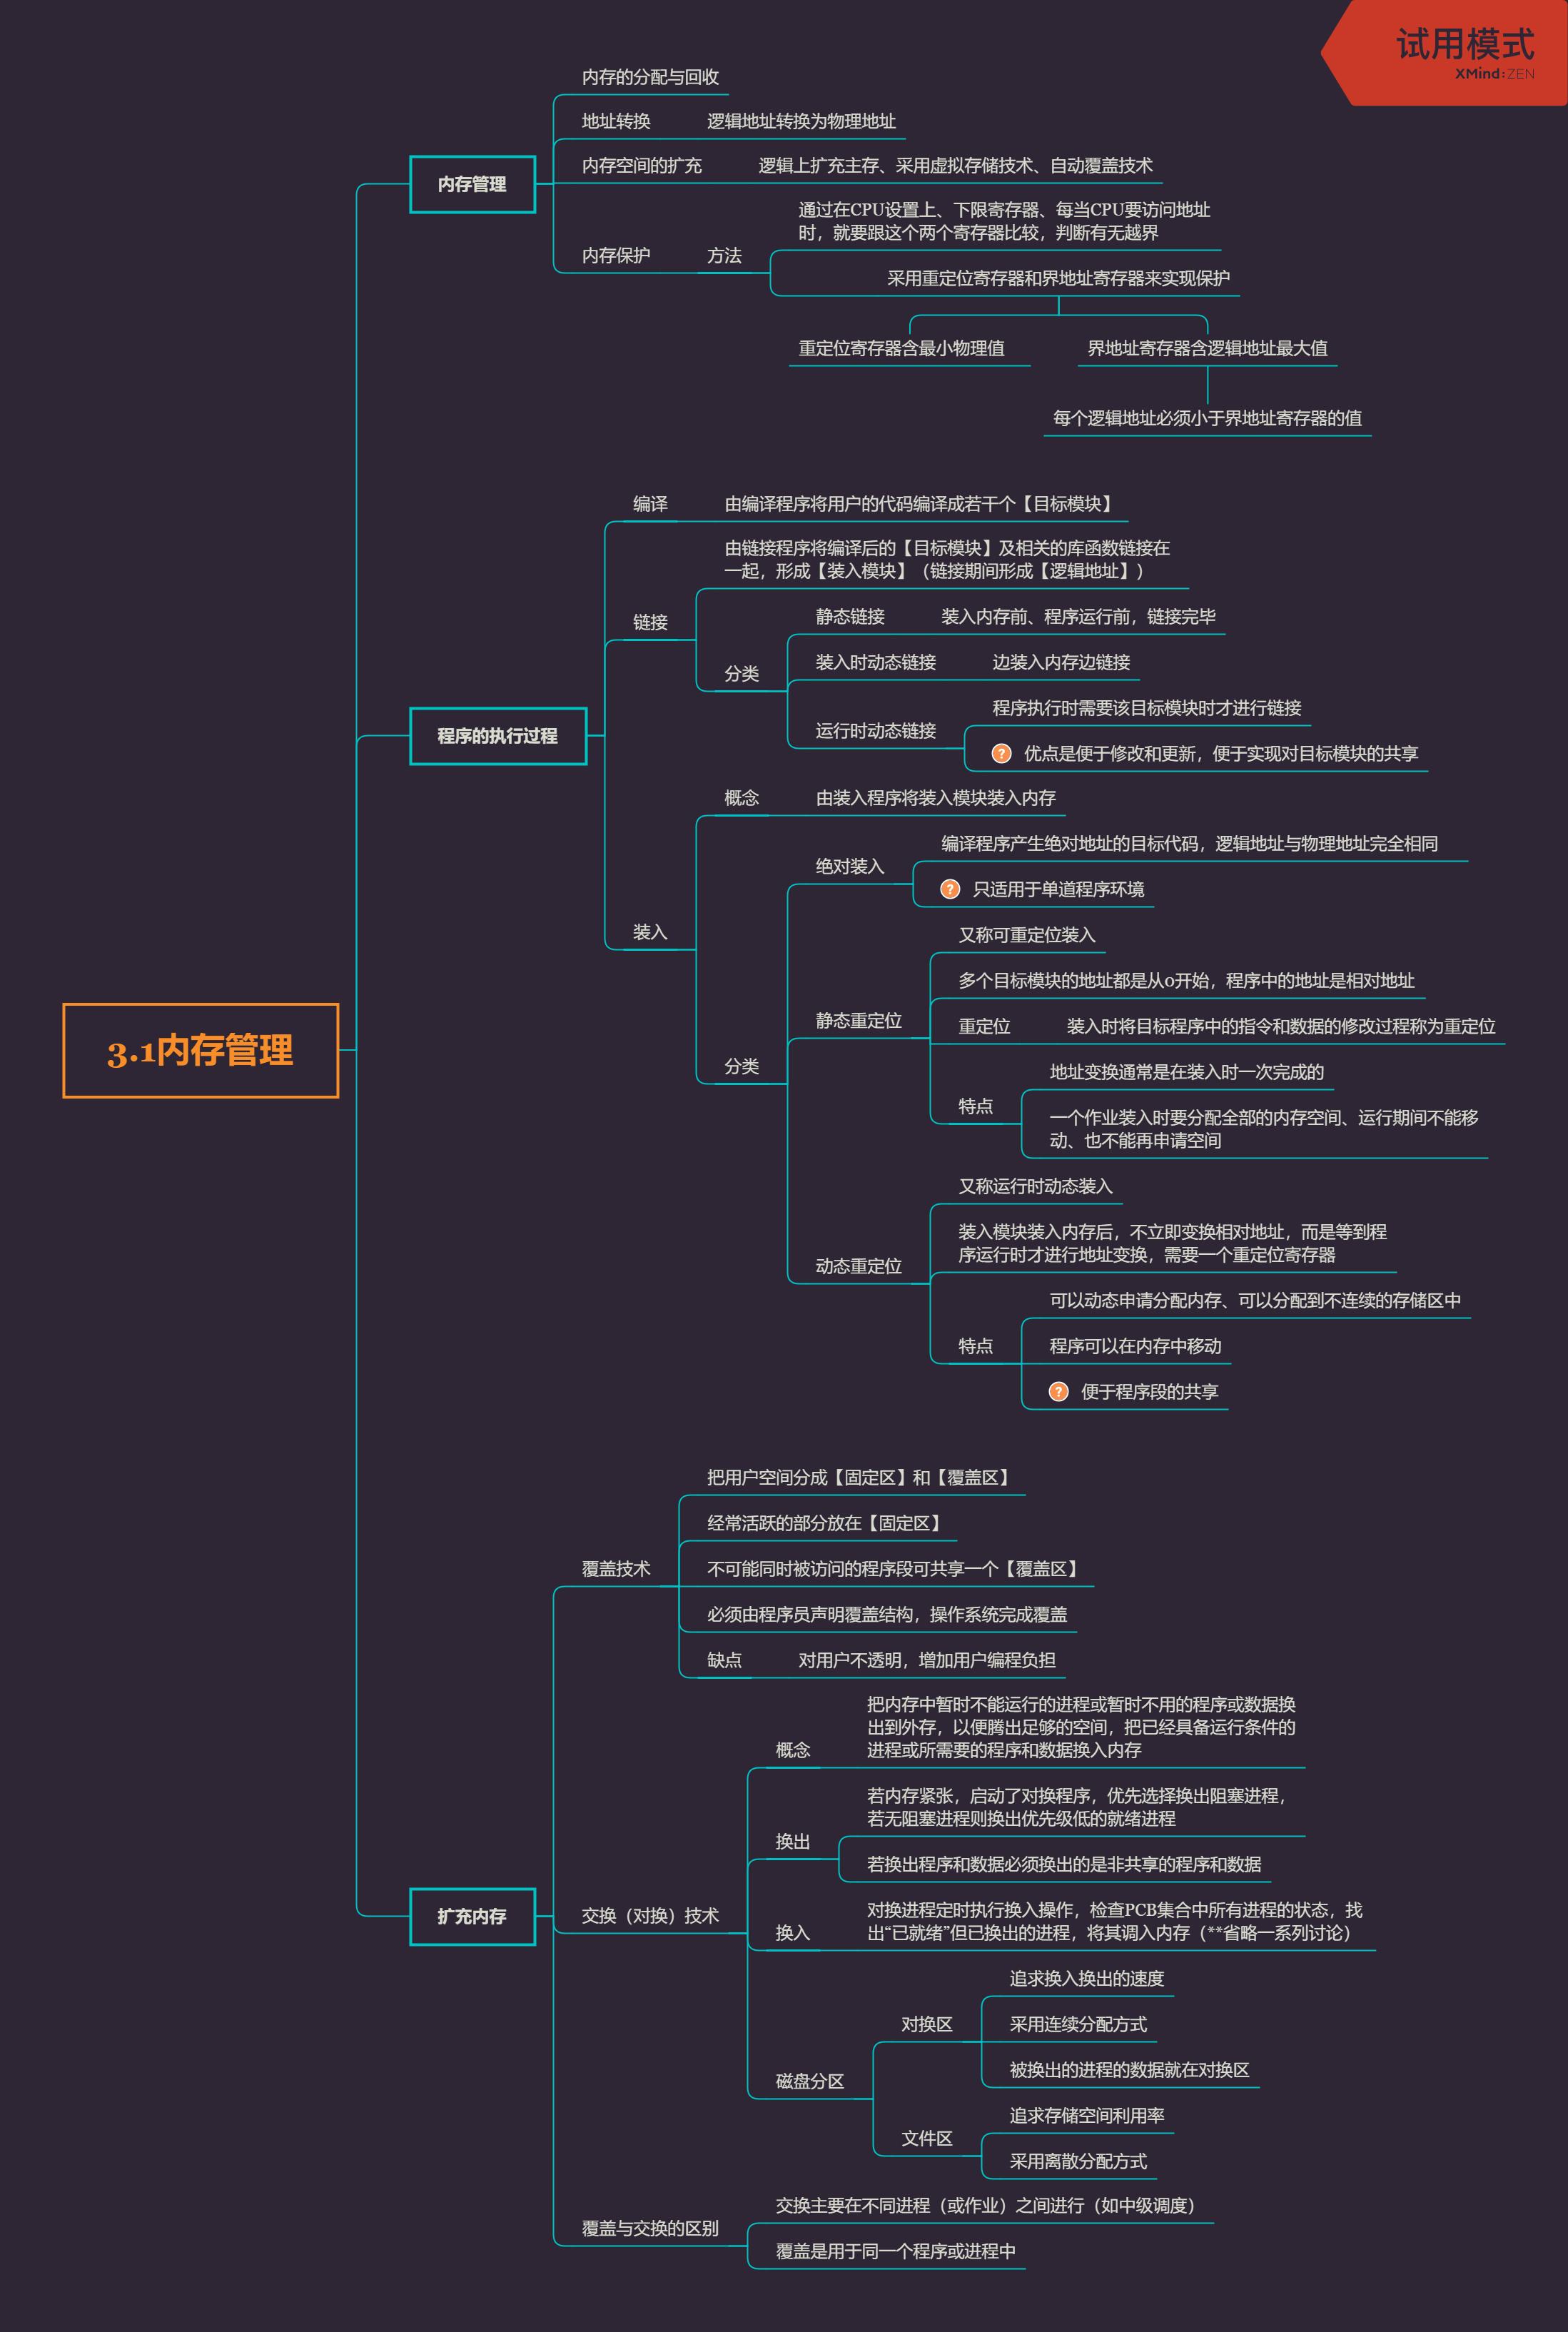 试用模式
XMind:ZEN
3.1内存管理
内存管理
内存的分配与回收
地址转换
逻辑地址转换为物理地址
内存空间的扩充
逻辑上扩充主存、采用虚拟存储技术、自动覆盖技术
内存保护
方法
通过在CPU设置上、下限寄存器、每当CPU要访问地址
时，就要跟这个两个寄存器比较，判断有无越界
采用重定位寄存器和界地址寄存器来实现保护
重定位寄存器含最小物理值
界地址寄存器含逻辑地址最大值
每个逻辑地址必须小于界地址寄存器的值
程序的执行过程
编译
由编译程序将用户的代码编译成若干个【目标模块】
链接
由链接程序将编译后的【目标模块】及相关的库函数链接在
一起，形成【装入模块】（链接期间形成【逻辑地址】）
分类
静态链接
装入内存前、程序运行前，链接完毕
装入时动态链接
边装入内存边链接
运行时动态链接
程序执行时需要该目标模块时才进行链接
? 优点是便于修改和更新，便于实现对目标模块的共享
装入
概念
由装入程序将装入模块装入内存
分类
绝对装入
编译程序产生绝对地址的目标代码，逻辑地址与物理地址完全相同
? 只适用于单道程序环境
静态重定位
又称可重定位装入
多个目标模块的地址都是从0开始，程序中的地址是相对地址
重定位
装入时将目标程序中的指令和数据的修改过程称为重定位
特点
地址变换通常是在装入时一次完成的
一个作业装入时要分配全部的内存空间、运行期间不能移
动、也不能再申请空间
动态重定位
又称运行时动态装入
装入模块装入内存后，不立即变换相对地址，而是等到程
序运行时才进行地址变换，需要一个重定位寄存器
特点
可以动态申请分配内存、可以分配到不连续的存储区中
程序可以在内存中移动
? 便于程序段的共享
扩充内存
覆盖技术
把用户空间分成【固定区】和【覆盖区】
经常活跃的部分放在【固定区】
不可能同时被访问的程序段可共享一个【覆盖区】
必须由程序员声明覆盖结构，操作系统完成覆盖
缺点
对用户不透明，增加用户编程负担
交换（对换）技术
概念
把内存中暂时不能运行的进程或暂时不用的程序或数据换
出到外存，以便腾出足够的空间，把已经具备运行条件的
进程或所需要的程序和数据换入内存
换出
若内存紧张，启动了对换程序，优先选择换出阻塞进程，
若无阻塞进程则换出优先级低的就绪进程
若换出程序和数据必须换出的是非共享的程序和数据
换入
对换进程定时执行换入操作，检查PCB集合中所有进程的状态，找
出“已就绪”但已换出的进程，将其调入内存（**省略一系列讨论）
磁盘分区
对换区
追求换入换出的速度
采用连续分配方式
被换出的进程的数据就在对换区
文件区
追求存储空间利用率
采用离散分配方式
覆盖与交换的区别
交换主要在不同进程（或作业）之间进行（如中级调度）
覆盖是用于同一个程序或进程中